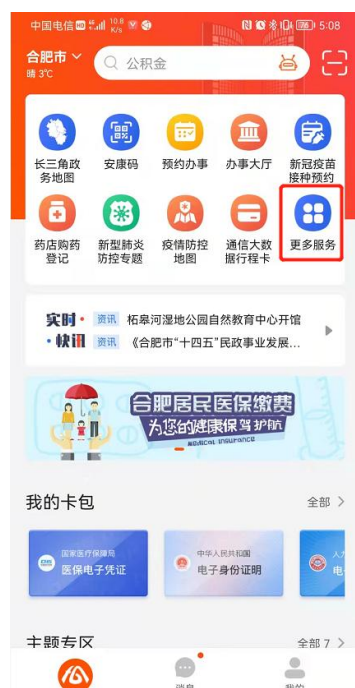 中国电信 HD 10.8 K/s 5:08
合肥市
晴 3℃
公积金
长三角政务地图
安康码
预约办事
办事大厅
新冠疫苗接种预约
药店购药登记
新型肺炎防控专题
疫情防控地图
通信大数据行程卡
更多服务
实时 资讯 柘皋河湿地公园自然教育中心开馆
快讯 资讯 《合肥市“十四五”民政事业发展...
合肥居民医保缴费
为您的健康保驾护航
medical insurance
我的卡包 全部
国家医疗保障局
医保电子凭证
中华人民共和国
电子身份证明
人力
电
主题专区 全部 7
消息
我的